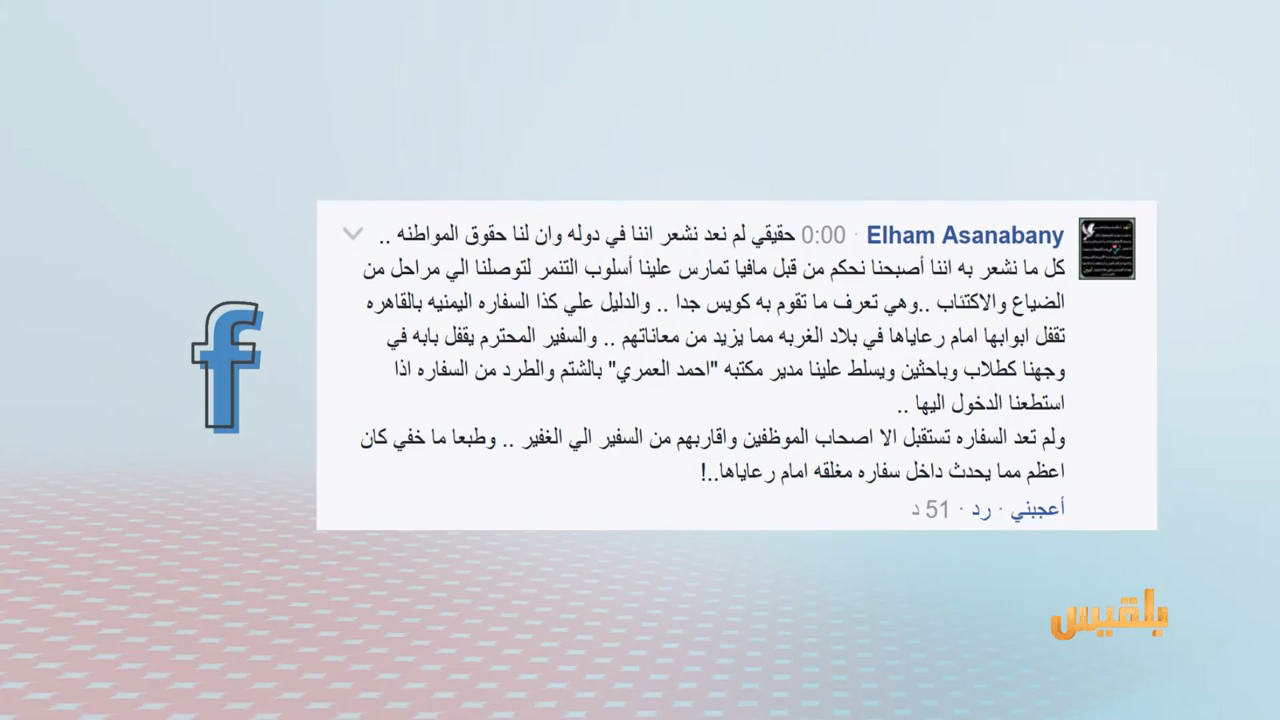 Elham Asanabany · 0:00 حقيقي لم نعد نشعر اننا في دوله وان لنا حقوق المواطنه ..
كل ما نشعر به اننا أصبحنا نحكم من قبل مافيا تمارس علينا أسلوب التنمر لتوصلنا الي مراحل من
الضياع والاكتئاب ..وهي تعرف ما تقوم به كويس جدا .. والدليل علي كذا السفاره اليمنيه بالقاهره
تقفل ابوابها امام رعاياها في بلاد الغربه مما يزيد من معاناتهم .. والسفير المحترم يقفل بابه في
وجهنا كطلاب وباحثين ويسلط علينا مدير مكتبه "احمد العمري" بالشتم والطرد من السفاره اذا
استطعنا الدخول اليها ..
ولم تعد السفاره تستقبل الا اصحاب الموظفين واقاربهم من السفير الي الغفير .. وطبعا ما خفي كان
اعظم مما يحدث داخل سفاره مغلقه امام رعاياها..!
أعجبني · رد · 51 د
بلقيس